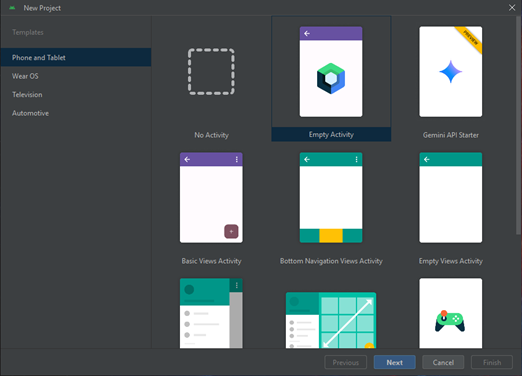 New Project
Templates
Phone and Tablet
Wear OS
Television
Automotive
No Activity
Empty Activity
PREVIEW
Gemini API Starter
Basic Views Activity
Bottom Navigation Views Activity
Empty Views Activity
Previous
Next
Cancel
Finish